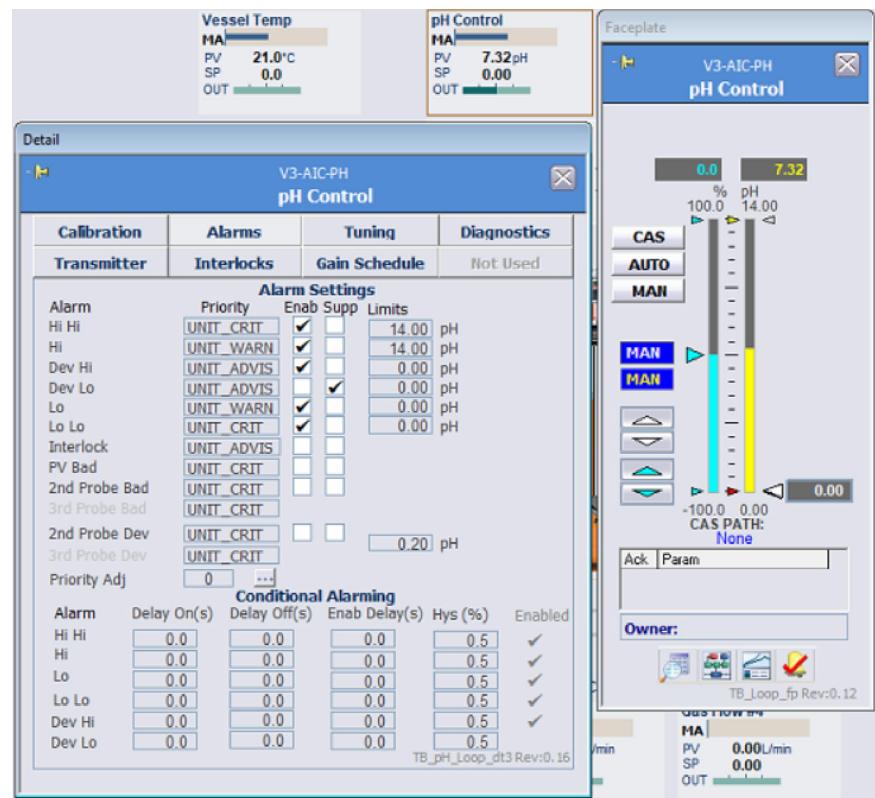 Vessel Temp
MA
PV 21.0°C
SP 0.0
OUT
pH Control
MA
PV 7.32pH
SP 0.00
OUT
Detail
V3-AIC-PH
pH Control
Calibration Alarms Tuning Diagnostics
Transmitter Interlocks Gain Schedule Not Used
Alarm Settings
Alarm Priority Enab Supp Limits
Hi Hi UNIT_CRIT 14.00 pH
Hi UNIT_WARN 14.00 pH
Dev Hi UNIT_ADVIS 0.00 pH
Dev Lo UNIT_ADVIS 0.00 pH
Lo UNIT_WARN 0.00 pH
Lo Lo UNIT_CRIT 0.00 pH
Interlock UNIT_ADVIS
PV Bad UNIT_CRIT
2nd Probe Bad UNIT_CRIT
3rd Probe Bad UNIT_CRIT
2nd Probe Dev UNIT_CRIT 0.20 pH
3rd Probe Dev UNIT_CRIT
Priority Adj 0 ...
Conditional Alarming
Alarm Delay On(s) Delay Off(s) Enab Delay(s) Hys (%) Enabled
Hi Hi 0.0 0.0 0.0 0.5
Hi 0.0 0.0 0.0 0.5
Lo 0.0 0.0 0.0 0.5
Lo Lo 0.0 0.0 0.0 0.5
Dev Hi 0.0 0.0 0.0 0.5
Dev Lo 0.0 0.0 0.0 0.5
TB_pH_Loop_dt3 Rev:0.16
Faceplate
V3-AIC-PH
pH Control
0.0 7.32
% pH
100.0 14.00
CAS
AUTO
MAN
MAN
MAN
0.00
-100.0 0.00
CAS PATH:
None
Ack Param
Owner:
TB_Loop_fp Rev:0.12
Gas Flow #4
MA
PV 0.00L/min
SP 0.00
OUT
/min